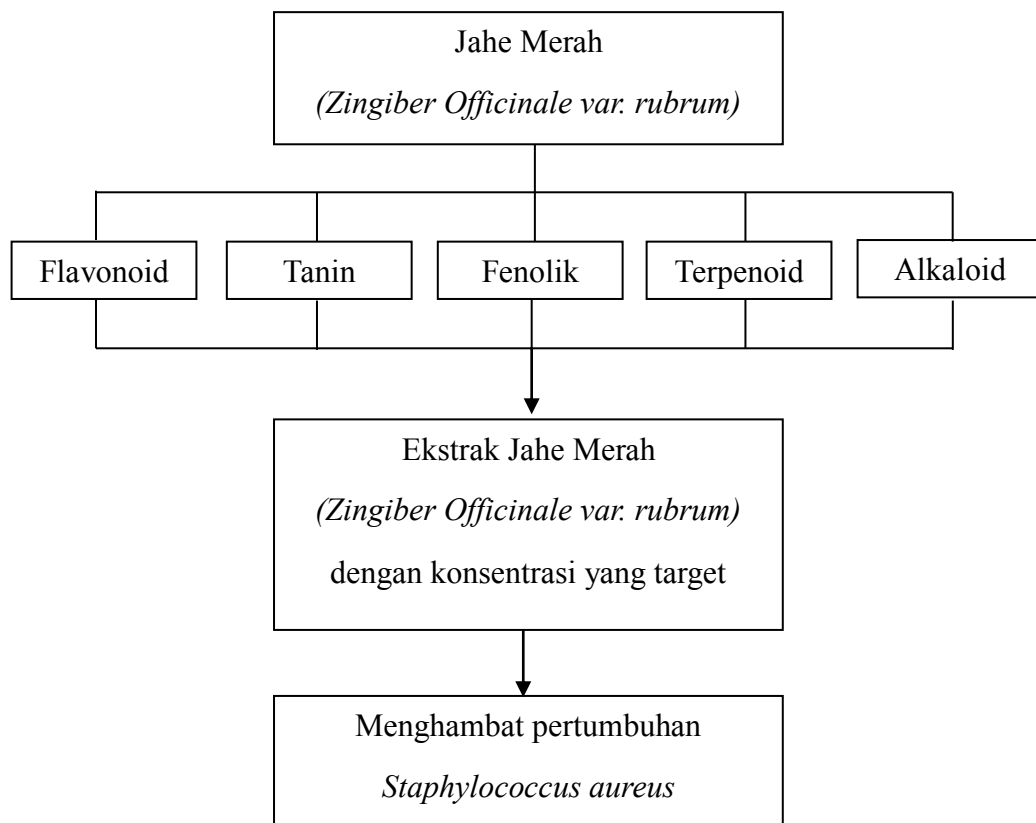 Jahe Merah
(Zingiber Officinale var. rubrum)
Flavonoid
Tanin
Fenolik
Terpenoid
Alkaloid
Ekstrak Jahe Merah
(Zingiber Officinale var. rubrum)
dengan konsentrasi yang target
Menghambat pertumbuhan
Staphylococcus aureus